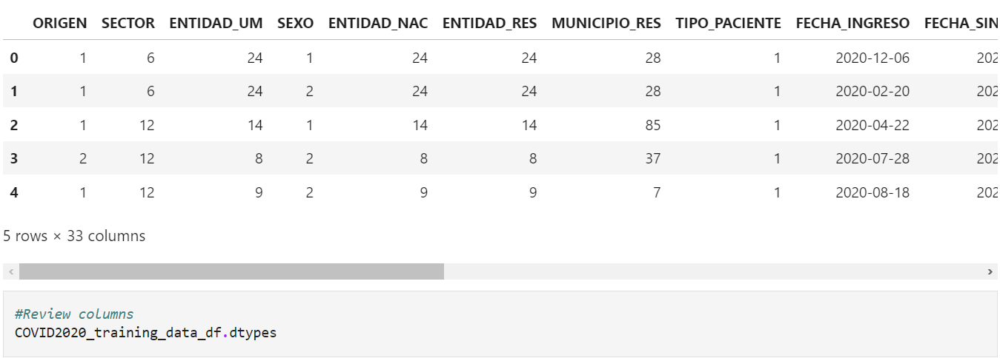 ORIGEN SECTOR ENTIDAD_UM SEXO ENTIDAD_NAC ENTIDAD_RES MUNICIPIO_RES TIPO_PACIENTE FECHA_INGRESO FECHA_SIN
0 1 6 24 1 24 24 28 1 2020-12-06 202
1 1 6 24 2 24 24 28 1 2020-02-20 202
2 1 12 14 1 14 14 85 1 2020-04-22 202
3 2 12 8 2 8 8 37 1 2020-07-28 202
4 1 12 9 2 9 9 7 1 2020-08-18 202
5 rows × 33 columns
#Review columns
COVID2020_training_data_df.dtypes